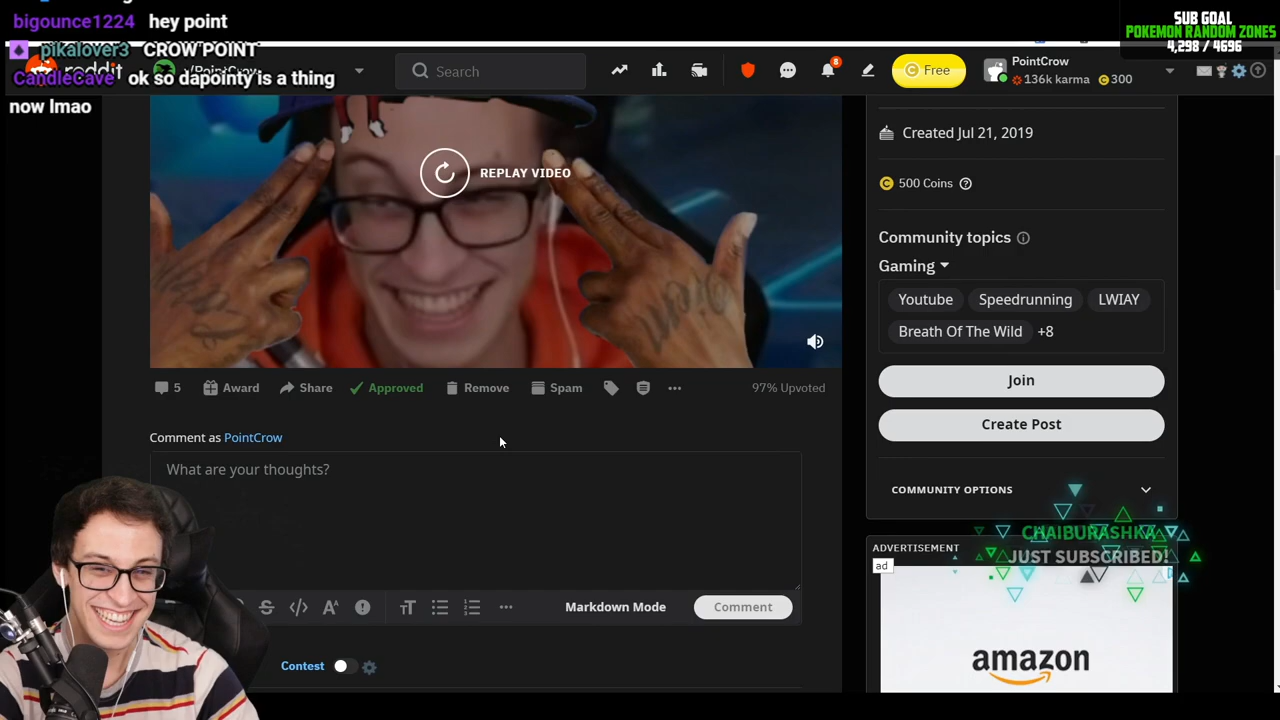 bigounce1224 hey point
pikalover3 CROW POINT
CandleCave ok so dapointy is a thing
now lmao
SUB GOAL
POKEMON RANDOM ZONES
4,298 / 4696
reddit
r/PointCrow
Search
8
Free
PointCrow
136k karma 300
REPLAY VIDEO
5 Award Share Approved Remove Spam 97% Upvoted
Comment as PointCrow
What are your thoughts?
Markdown Mode
Comment
Contest
Created Jul 21, 2019
500 Coins
Community topics
Gaming
Youtube Speedrunning LWIAY
Breath Of The Wild +8
Join
Create Post
COMMUNITY OPTIONS
CHAIBURASHKA
JUST SUBSCRIBED!
ADVERTISEMENT
ad
amazon